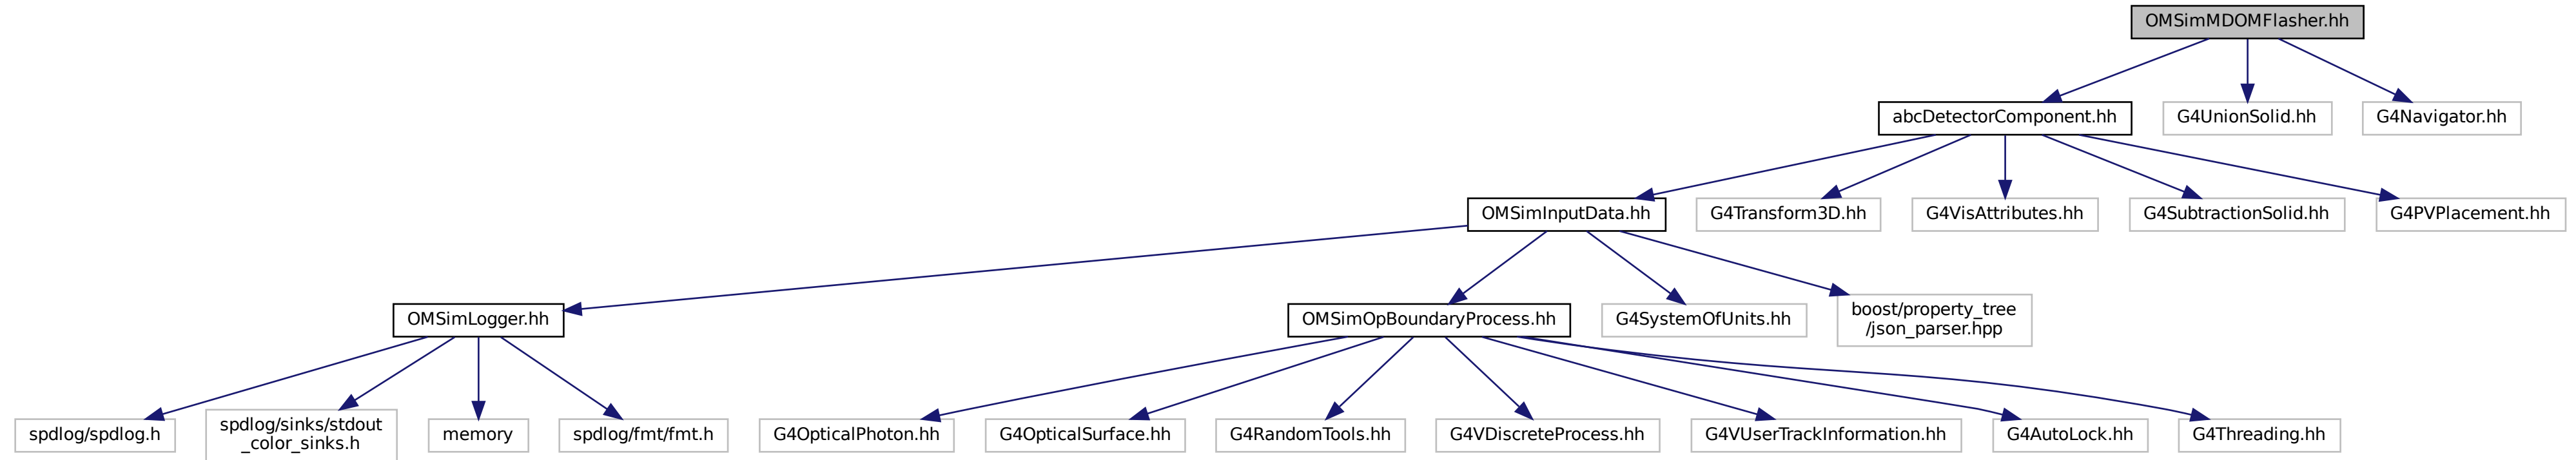 OMSimMDOMFlasher.hh
abcDetectorComponent.hh
G4UnionSolid.hh
G4Navigator.hh
OMSimInputData.hh
G4Transform3D.hh
G4VisAttributes.hh
G4SubtractionSolid.hh
G4PVPlacement.hh
OMSimLogger.hh
OMSimOpBoundaryProcess.hh
G4SystemOfUnits.hh
boost/property_tree
/json_parser.hpp
spdlog/spdlog.h
spdlog/sinks/stdout
_color_sinks.h
memory
spdlog/fmt/fmt.h
G4OpticalPhoton.hh
G4OpticalSurface.hh
G4RandomTools.hh
G4VDiscreteProcess.hh
G4VUserTrackInformation.hh
G4AutoLock.hh
G4Threading.hh